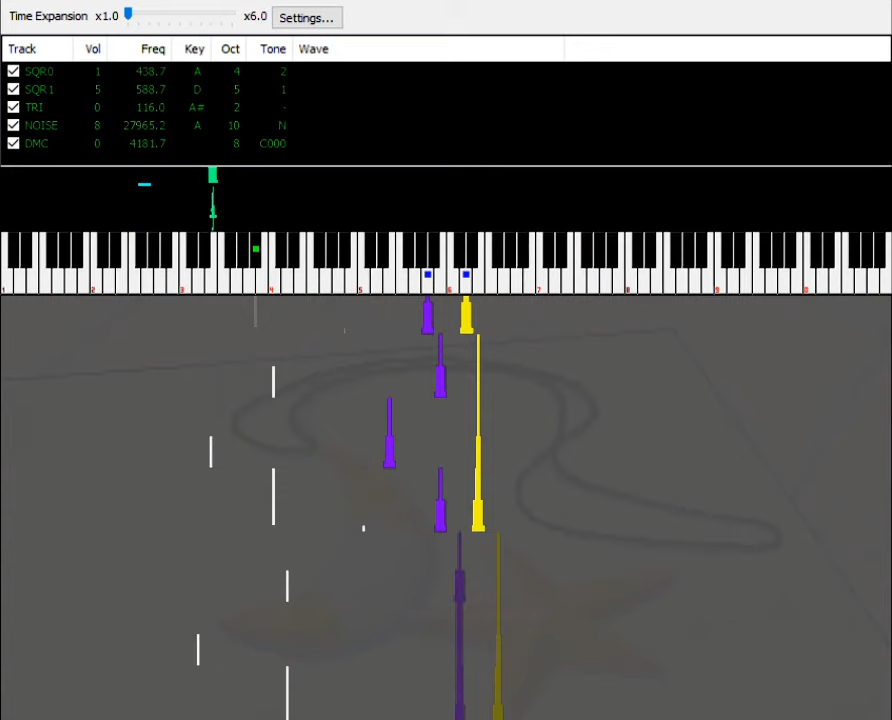 Time Expansion x1.0 x6.0 Settings...
Track Vol Freq Key Oct Tone Wave
SQR0 1 438.7 A 4 2
SQR1 5 588.7 D 5 1
TRI 0 116.0 A# 2 -
NOISE 8 27965.2 A 10 N
DMC 0 4181.7 8 C000
1 2 3 4 5 6 7 8 9 0